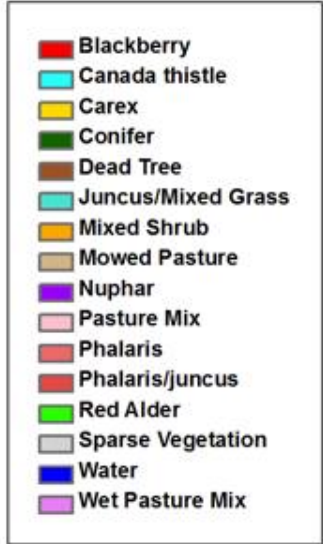 Blackberry
Canada thistle
Carex
Conifer
Dead Tree
Juncus/Mixed Grass
Mixed Shrub
Mowed Pasture
Nuphar
Pasture Mix
Phalaris
Phalaris/juncus
Red Alder
Sparse Vegetation
Water
Wet Pasture Mix